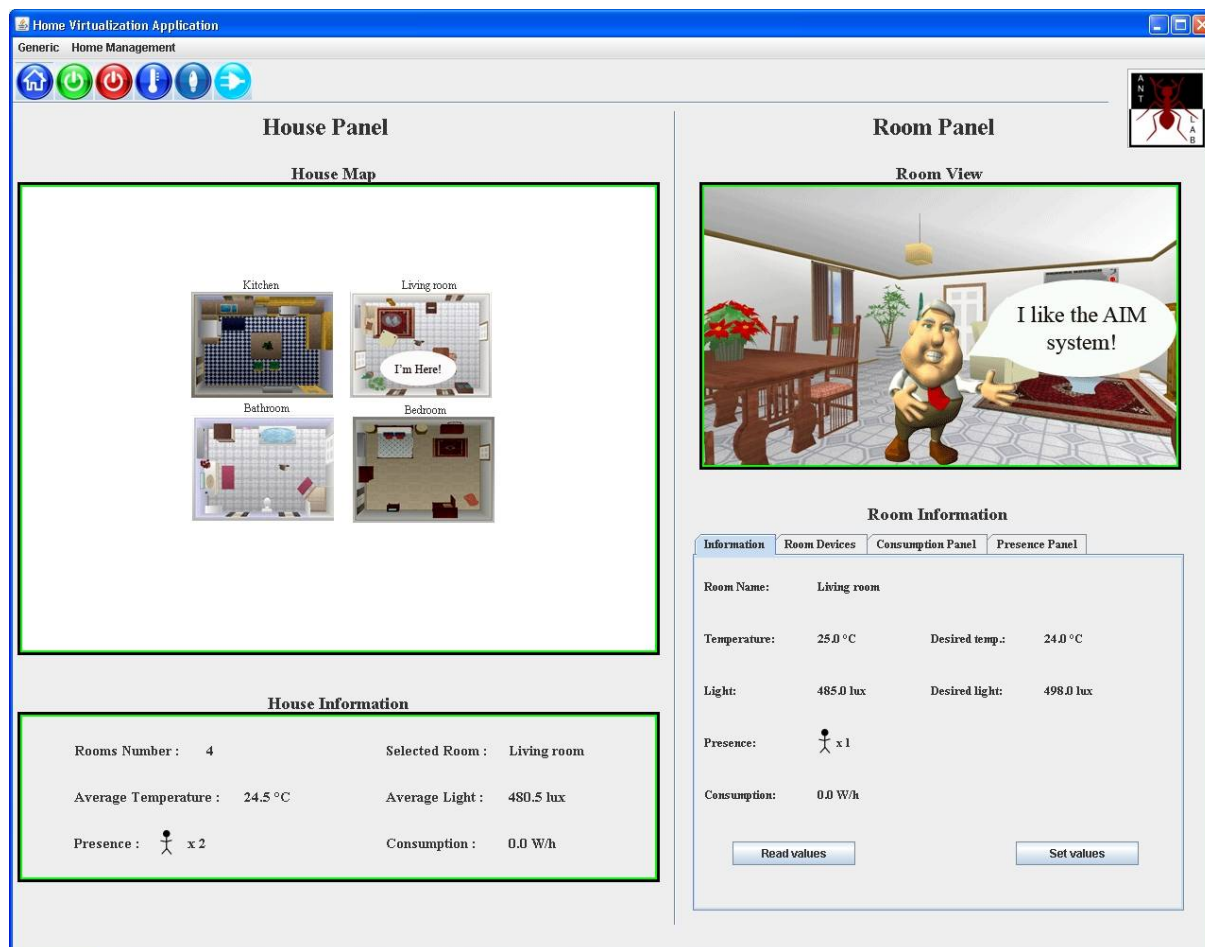 Home Virtualization Application
Generic Home Management
A
N
T
L
A
B
House Panel
House Map
Kitchen
Living room
I'm Here!
Bathroom
Bedroom
House Information
Rooms Number : 4
Selected Room : Living room
Average Temperature : 24.5 °C
Average Light : 480.5 lux
Presence : x 2
Consumption : 0.0 W/h
Room Panel
Room View
I like the AIM
system!
Room Information
Information Room Devices Consumption Panel Presence Panel
Room Name: Living room
Temperature: 25.0 °C Desired temp.: 24.0 °C
Light: 485.0 lux Desired light: 498.0 lux
Presence: x 1
Consumption: 0.0 W/h
Read values Set values